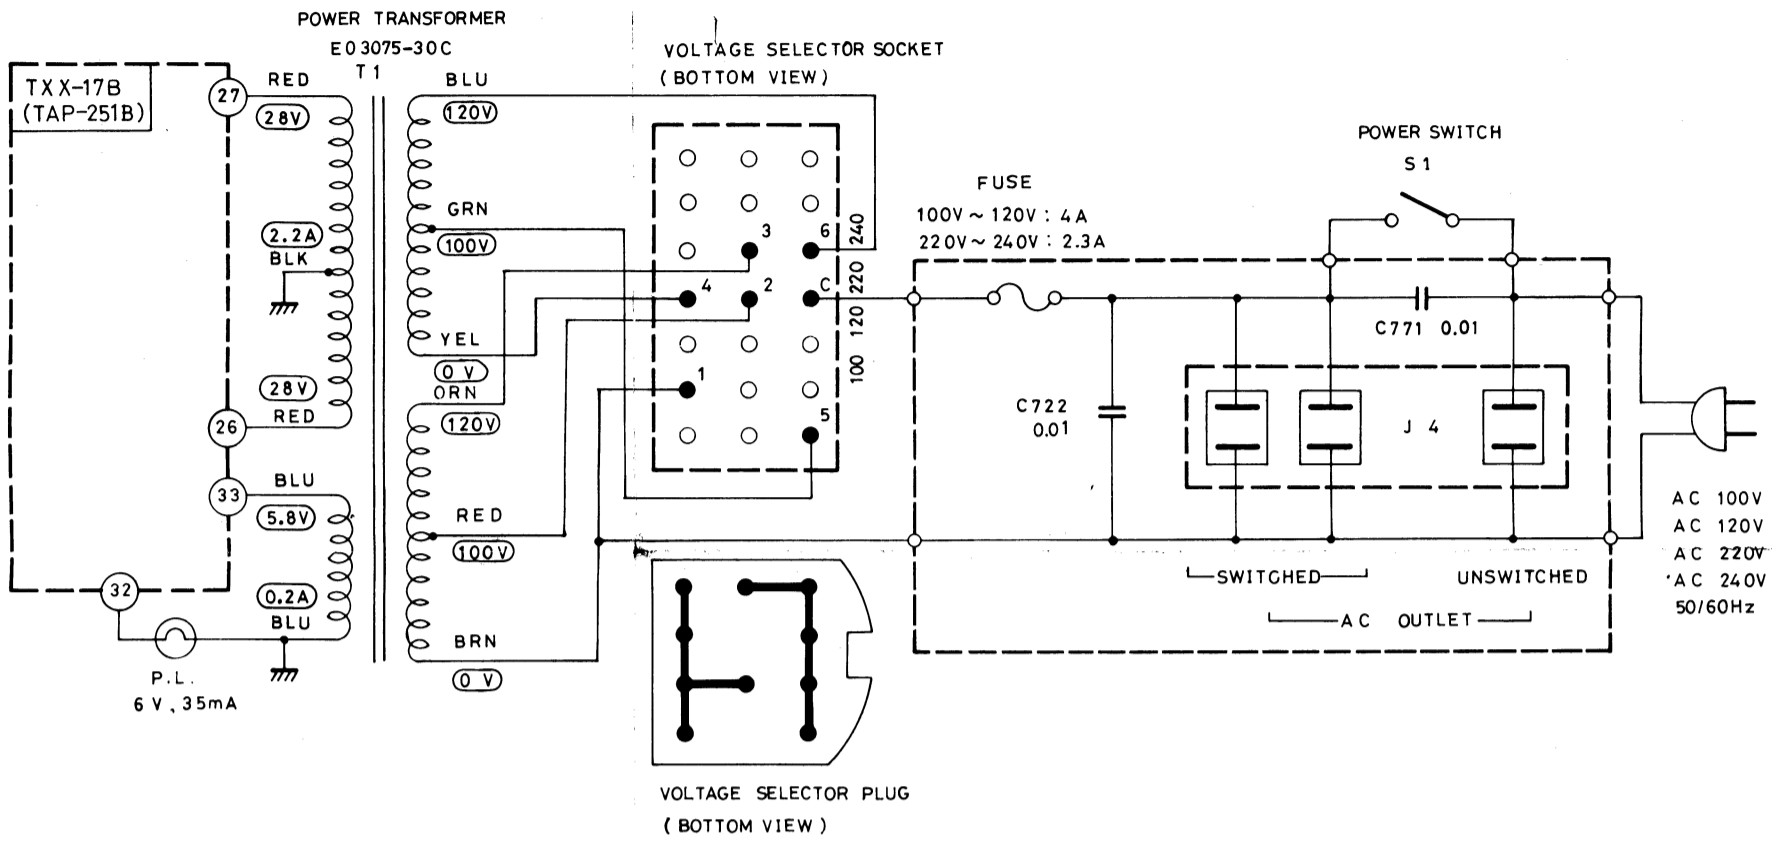 POWER TRANSFORMER
E03075-30C
T1
TXX-17B
(TAP-251B)
27
RED
28V
2.2A
BLK
28V
RED
26
33
BLU
5.8V
0.2A
BLU
32
P.L.
6V, 35mA
BLU
120V
GRN
100V
YEL
0V
ORN
120V
RED
100V
BRN
0V
VOLTAGE SELECTOR SOCKET
(BOTTOM VIEW)
3
6
4
2
C
1
5
240
220
120
100
VOLTAGE SELECTOR PLUG
(BOTTOM VIEW)
FUSE
100V~120V: 4A
220V~240V: 2.3A
POWER SWITCH
S1
C771 0.01
C722
0.01
J4
SWITCHED
UNSWITCHED
AC OUTLET
AC 100V
AC 120V
AC 220V
AC 240V
50/60Hz